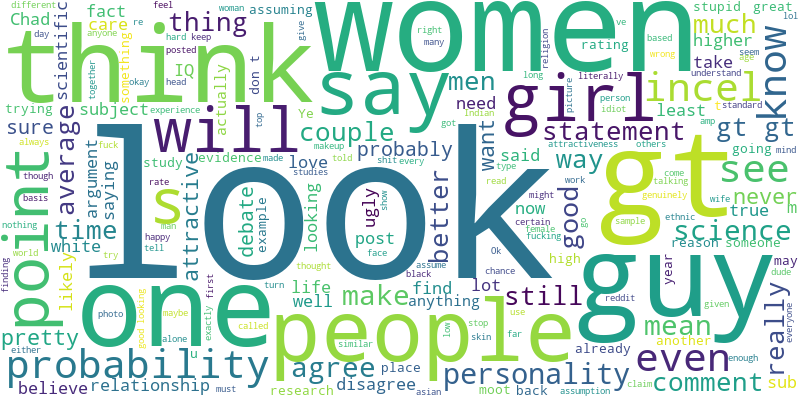 look
women
think
guy
people
gt
one
girl
say
point
will
s
even
probability
know
incel
see
personality
science
make
agree
still
mean
comment
really
good
better
way
average
couple
statement
attractive
time
thing
men
much
gt gt
pretty
never
want
now
debate
relationship
believe
disagree
probably
likely
ugly
post
looking
life
love
IQ
Chad
fact
care
scientific
something
assuming
subject
actually
trying
sure
argument
saying
white
study
evidence
example
don t
need
said
least
higher
rating
take
stupid
great
going
true
reason
someone
another
already
high
year
may
sub
well
find
anything
lot
use
place
back
moot
research
Ye
different
day
re
woman
anyone
hard
keep
posted
feel
give
okay
head
based
religion
right
many
wrong
age
seem
lol
together
experience
literally
picture
person
idiot
understand
standard
long
ve
top
Indian
got
makeup
told
shit
every
attractiveness
others
amp
mind
studies
made
fuck
always
though
basis
rate
man
happy
tell
nothing
world
try
finding
photo
maybe
good looking
alone
either
exactly
called
first
turn
thought
face
show
assume
black
similar
low
stop
skin
far
asian
assumption
must
chance
Ok
female
fucking
certain
might
work
type
read
go
sample
ethnic
genuinely
talking
come
wife
reddit
given
dude
everyone
enough
claim
m
u
t